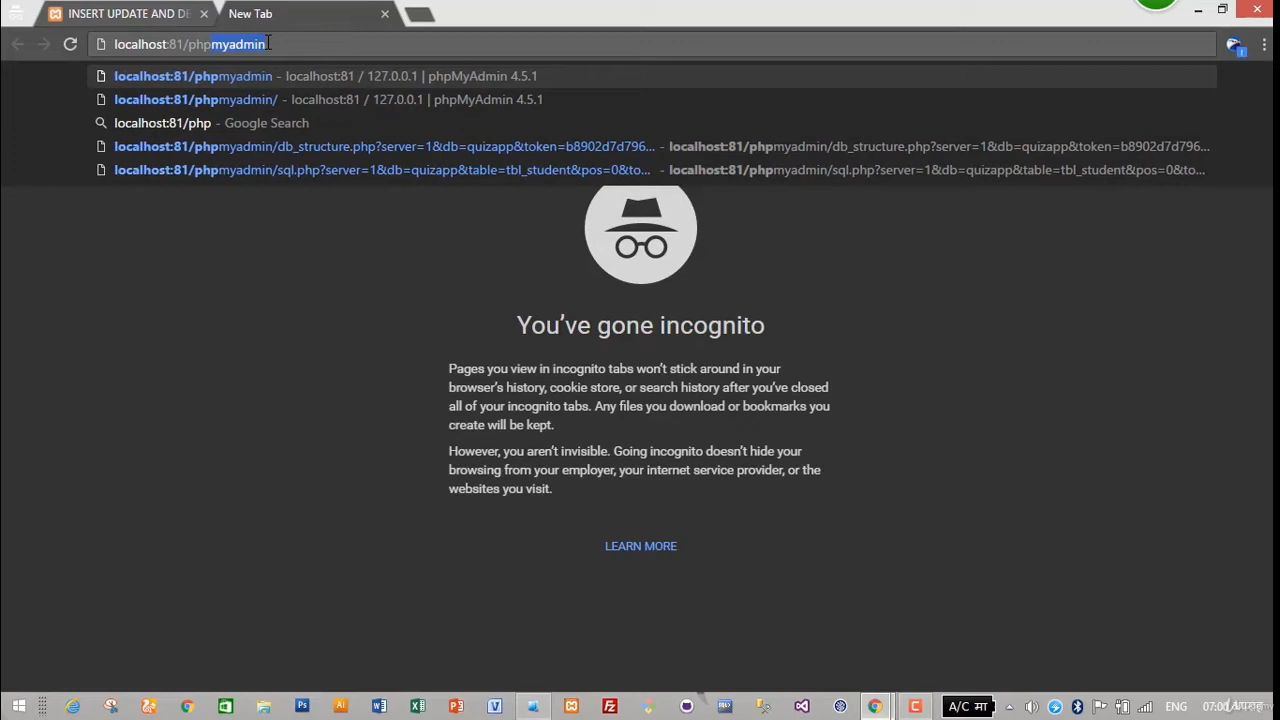 INSERT UPDATE AND DE
New Tab
localhost:81/phpmyadmin
localhost:81/phpmyadmin - localhost:81 / 127.0.0.1 | phpMyAdmin 4.5.1
localhost:81/phpmyadmin/ - localhost:81 / 127.0.0.1 | phpMyAdmin 4.5.1
localhost:81/php - Google Search
localhost:81/phpmyadmin/db_structure.php?server=1&db=quizapp&token=b8902d7d796... - localhost:81/phpmyadmin/db_structure.php?server=1&db=quizapp&token=b8902d7d796...
localhost:81/phpmyadmin/sql.php?server=1&db=quizapp&table=tbl_student&pos=0&to... - localhost:81/phpmyadmin/sql.php?server=1&db=quizapp&table=tbl_student&pos=0&to...
You've gone incognito
Pages you view in incognito tabs won't stick around in your
browser's history, cookie store, or search history after you've closed
all of your incognito tabs. Any files you download or bookmarks you
create will be kept.
However, you aren't invisible. Going incognito doesn't hide your
browsing from your employer, your internet service provider, or the
websites you visit.
LEARN MORE
A/C मा ENG 07:01